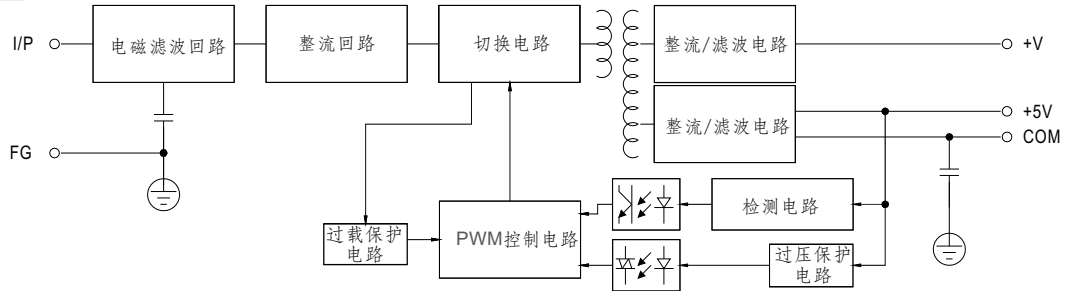 I/P
电磁滤波回路
整流回路
切换电路
整流/滤波电路
+V
整流/滤波电路
+5V
COM
FG
检测电路
过载保护
电路
PWM控制电路
过压保护
电路